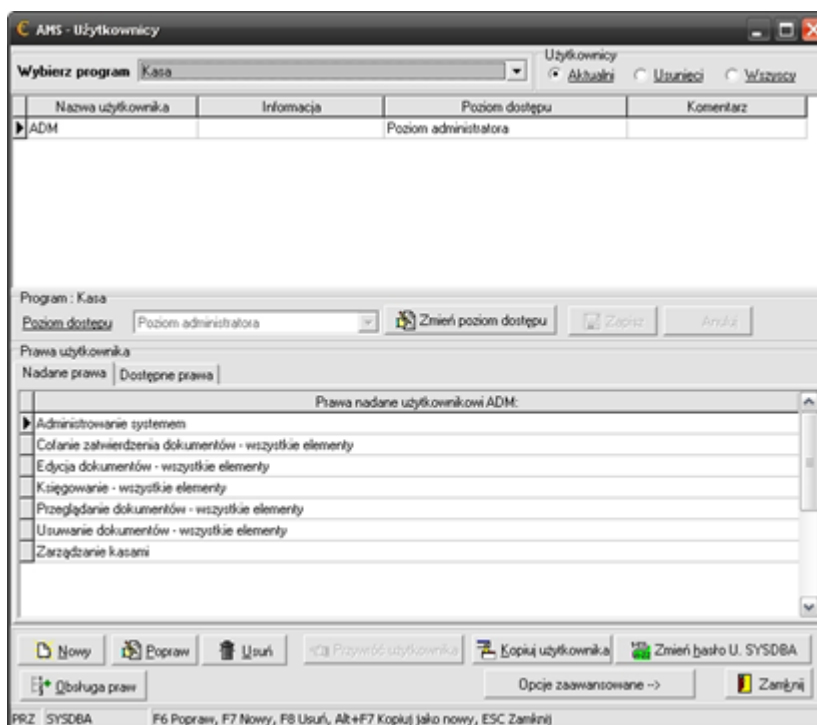 AMS - Użytkownicy
Użytkownicy
Wybierz program Kasa Aktualni Usunięci Wszyscy
Nazwa użytkownika Informacja Poziom dostępu Komentarz
ADM Poziom administratora
Program : Kasa
Poziom dostępu Poziom administratora Zmień poziom dostępu Zapisz Anuluj
Prawa użytkownika
Nadane prawa Dostępne prawa
Prawa nadane użytkownikowi ADM:
Administrowanie systemem
Cofanie zatwierdzenia dokumentów - wszystkie elementy
Edycja dokumentów - wszystkie elementy
Księgowanie - wszystkie elementy
Przeglądanie dokumentów - wszystkie elementy
Usuwanie dokumentów - wszystkie elementy
Zarządzanie kasami
Nowy Popraw Usuń Przywróć użytkownika Kopiuj użytkownika Zmień hasło U. SYSDBA
Obsługa praw Opcje zaawansowane --> Zamknij
PRZ SYSDBA F6 Popraw, F7 Nowy, F8 Usuń, Alt+F7 Kopiuj jako nowy, ESC Zamknij